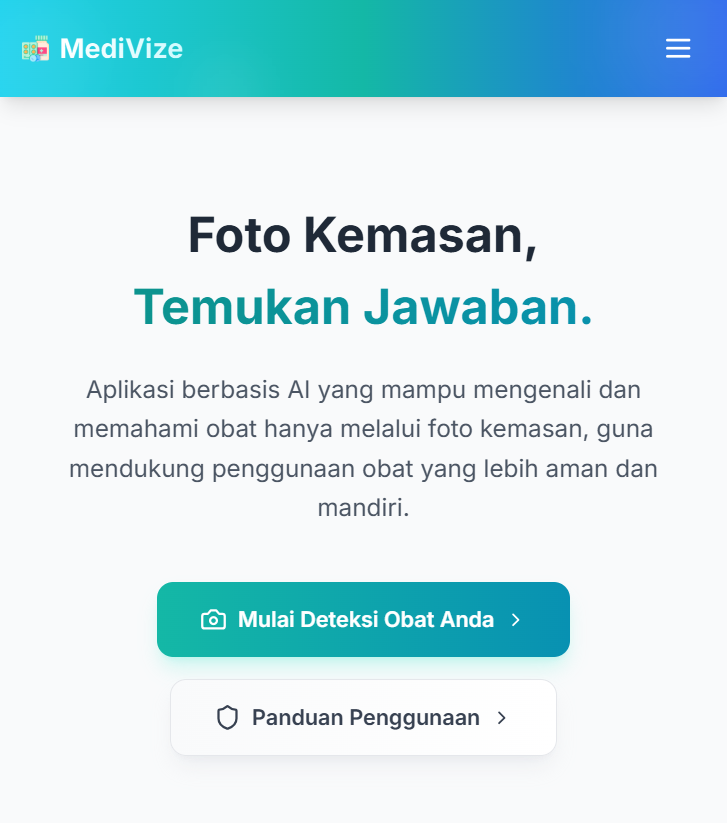 MediVize
Foto Kemasan,
Temukan Jawaban.
Aplikasi berbasis AI yang mampu mengenali dan
memahami obat hanya melalui foto kemasan, guna
mendukung penggunaan obat yang lebih aman dan
mandiri.
Mulai Deteksi Obat Anda
Panduan Penggunaan